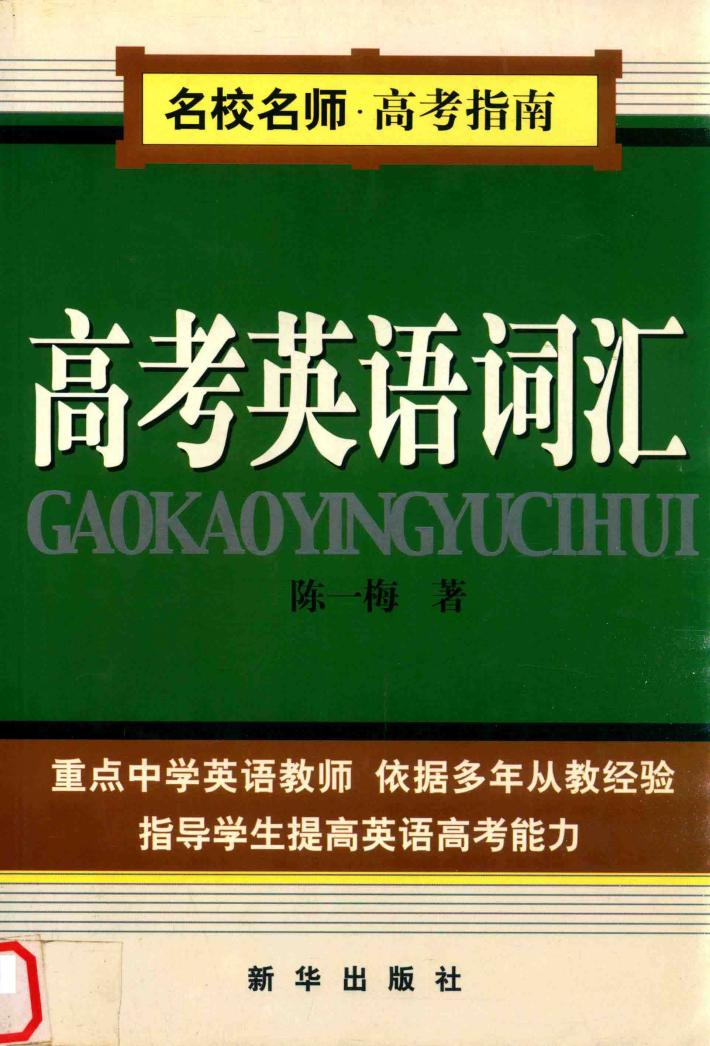 名校名师·高考指南
高考英语词汇
GAOKAOYINGYUCIHUI
陈一梅 著
重点中学英语教师 依据多年从教经验
指导学生提高英语高考能力
新华出版社